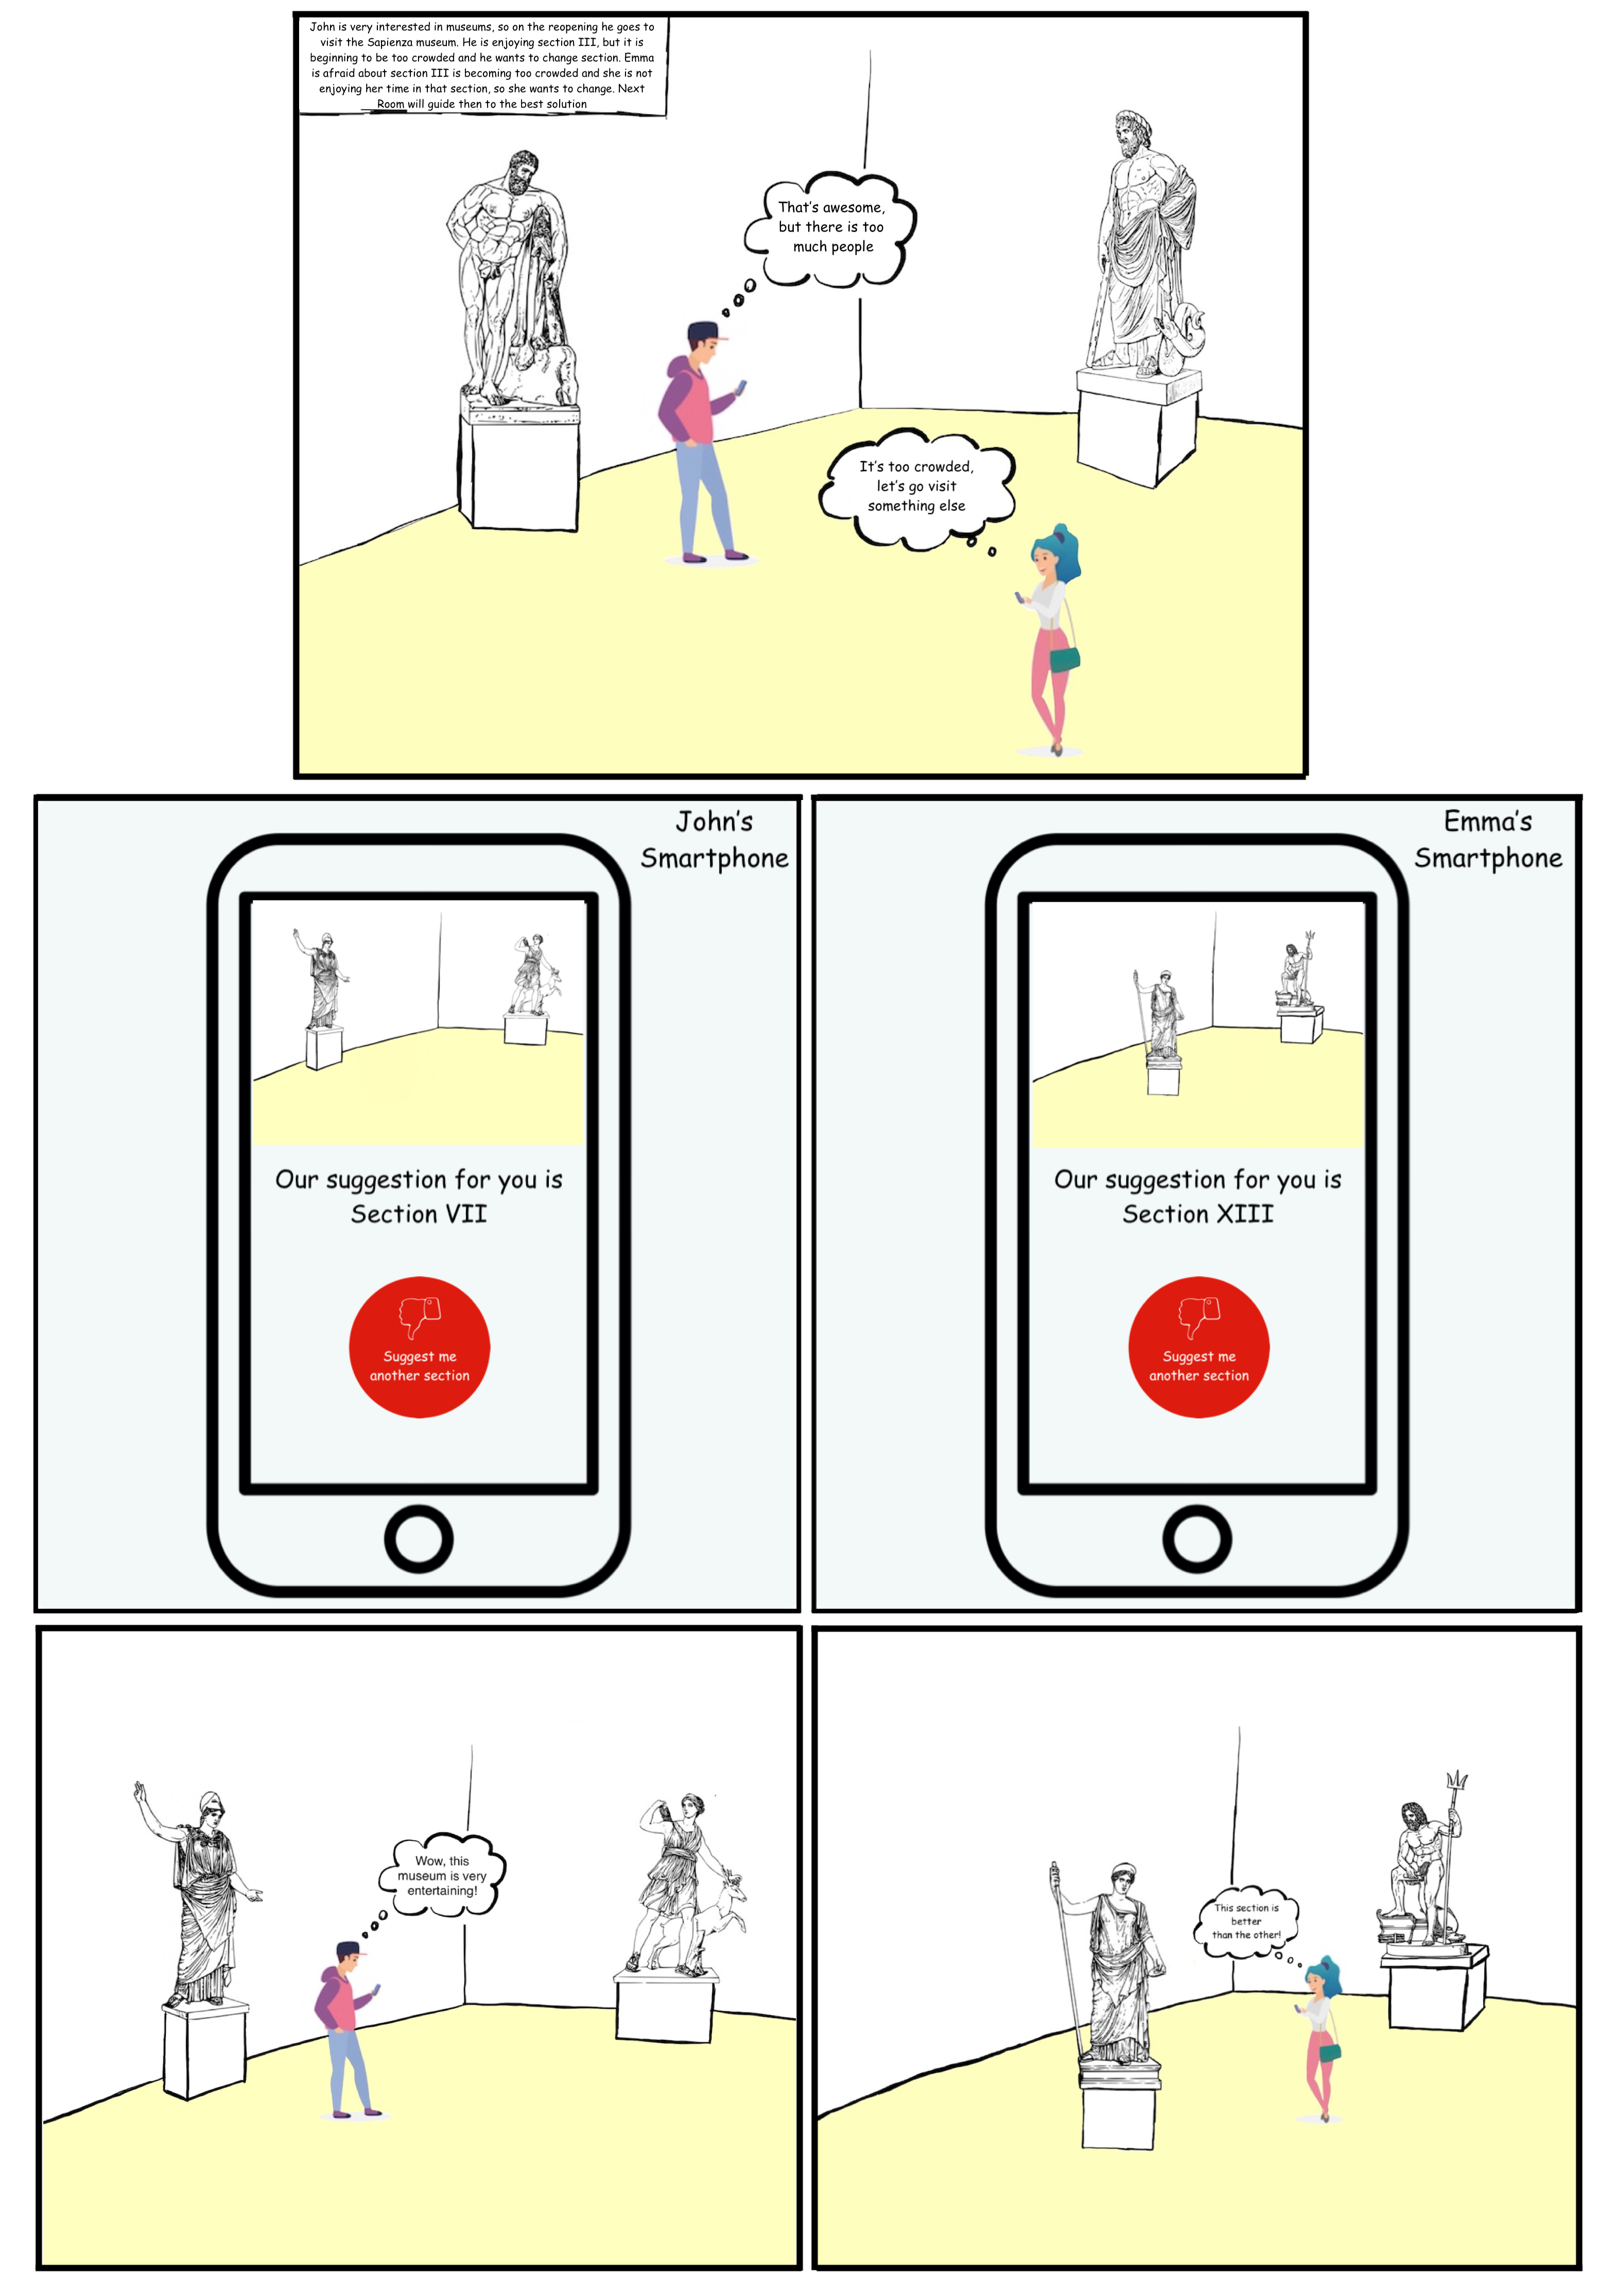 John is very interested in museums, so on the reopening he goes to
visit the Sapienza museum. He is enjoying section III, but it is
beginning to be too crowded and he wants to change section. Emma
is afraid about section III is becoming too crowded and she is not
enjoying her time in that section, so she wants to change. Next
Room will guide then to the best solution
That's awesome,
but there is too
much people
It's too crowded,
let's go visit
something else
John's
Smartphone
Our suggestion for you is
Section VII
Suggest me
another section
Emma's
Smartphone
Our suggestion for you is
Section XIII
Suggest me
another section
Wow, this
museum is very
entertaining!
This section is
better
than the other!